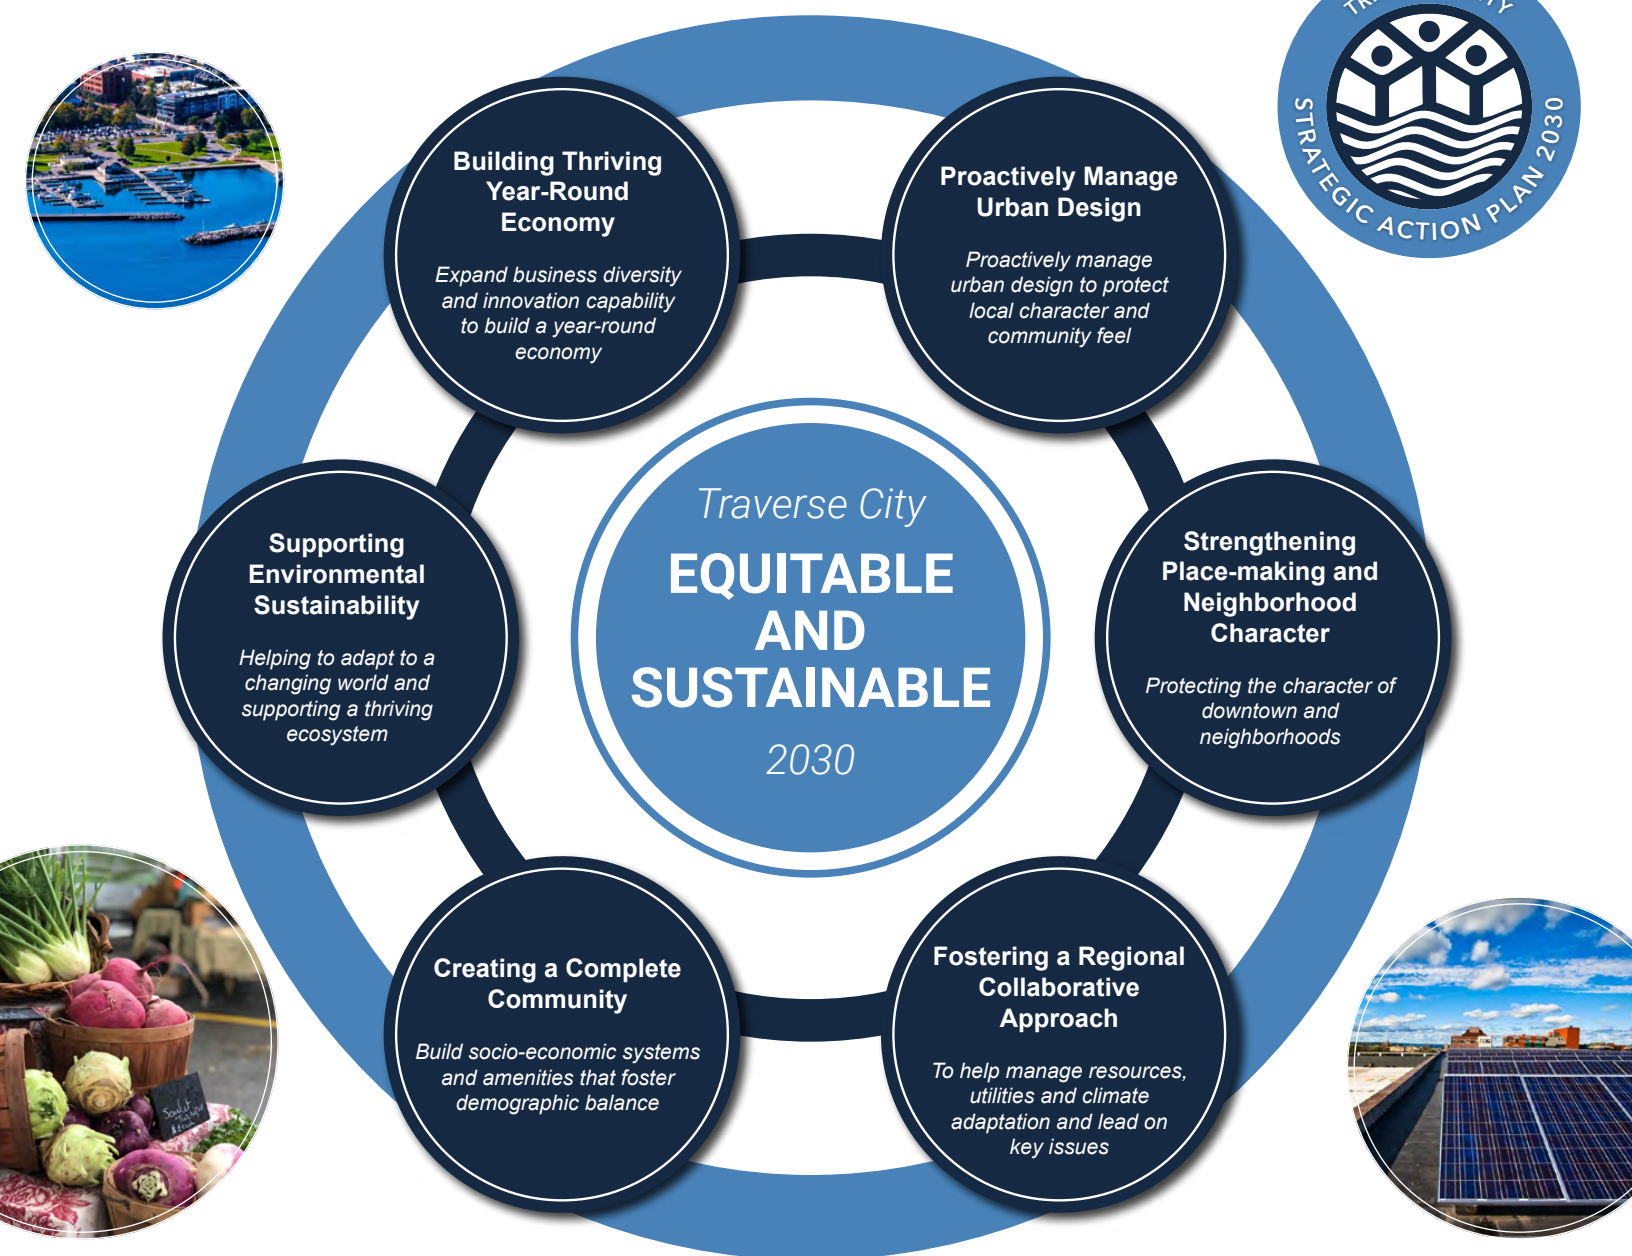 STRATEGIC ACTION PLAN 2030
Building Thriving
Year-Round
Economy
Expand business diversity
and innovation capability
to build a year-round
economy
Proactively Manage
Urban Design
Proactively manage
urban design to protect
local character and
community feel
Traverse City
EQUITABLE
AND
SUSTAINABLE
2030
Supporting
Environmental
Sustainability
Helping to adapt to a
changing world and
supporting a thriving
ecosystem
Strengthening
Place-making and
Neighborhood
Character
Protecting the character of
downtown and
neighborhoods
Creating a Complete
Community
Build socio-economic systems
and amenities that foster
demographic balance
Fostering a Regional
Collaborative
Approach
To help manage resources,
utilities and climate
adaptation and lead on
key issues